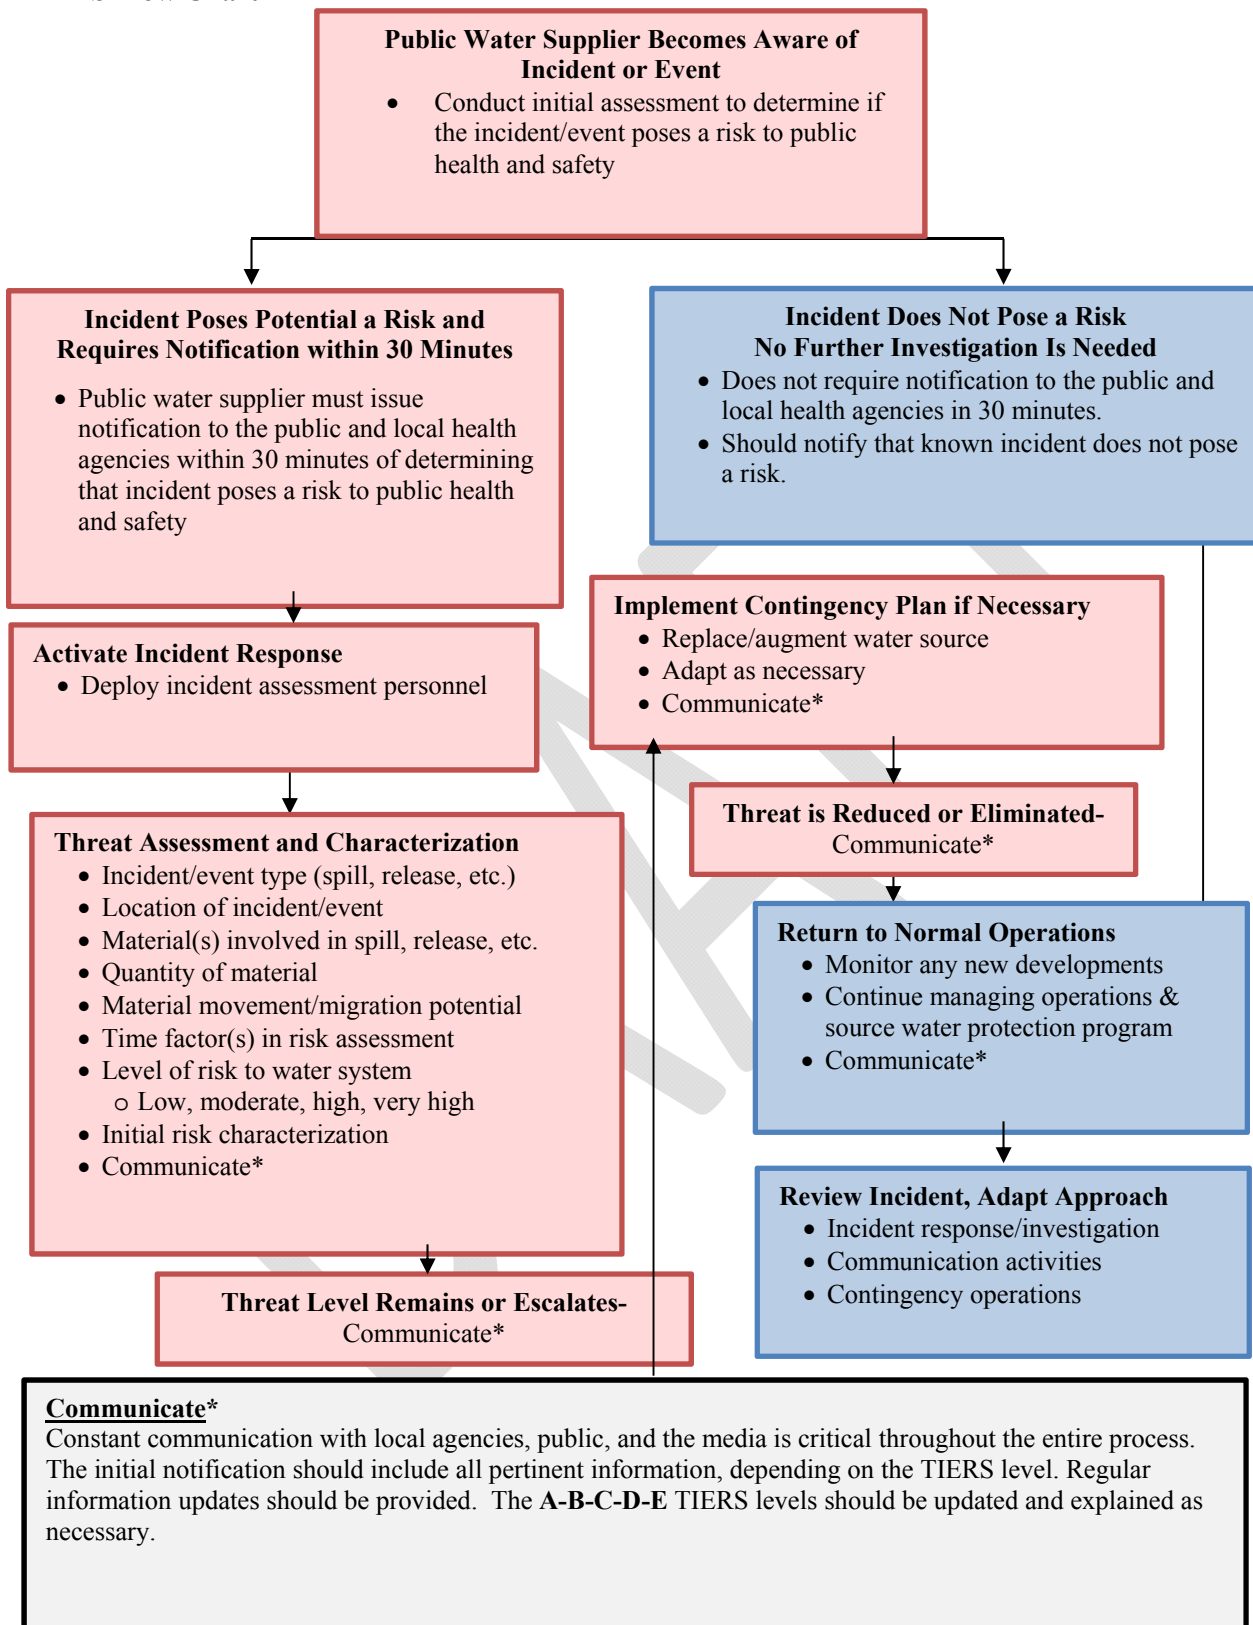 Public Water Supplier Becomes Aware of
Incident or Event
• Conduct initial assessment to determine if
the incident/event poses a risk to public
health and safety
Incident Poses Potential a Risk and
Requires Notification within 30 Minutes
• Public water supplier must issue
notification to the public and local health
agencies within 30 minutes of determining
that incident poses a risk to public health
and safety
Incident Does Not Pose a Risk
No Further Investigation Is Needed
• Does not require notification to the public and
local health agencies in 30 minutes.
• Should notify that known incident does not pose
a risk.
Activate Incident Response
• Deploy incident assessment personnel
Implement Contingency Plan if Necessary
• Replace/augment water source
• Adapt as necessary
• Communicate*
Threat Assessment and Characterization
• Incident/event type (spill, release, etc.)
• Location of incident/event
• Material(s) involved in spill, release, etc.
• Quantity of material
• Material movement/migration potential
• Time factor(s) in risk assessment
• Level of risk to water system
o Low, moderate, high, very high
• Initial risk characterization
• Communicate*
Threat is Reduced or Eliminated-
Communicate*
Return to Normal Operations
• Monitor any new developments
• Continue managing operations &
source water protection program
• Communicate*
Review Incident, Adapt Approach
• Incident response/investigation
• Communication activities
• Contingency operations
Threat Level Remains or Escalates-
Communicate*
Communicate*
Constant communication with local agencies, public, and the media is critical throughout the entire process.
The initial notification should include all pertinent information, depending on the TIERS level. Regular
information updates should be provided.  The A-B-C-D-E TIERS levels should be updated and explained as
necessary.